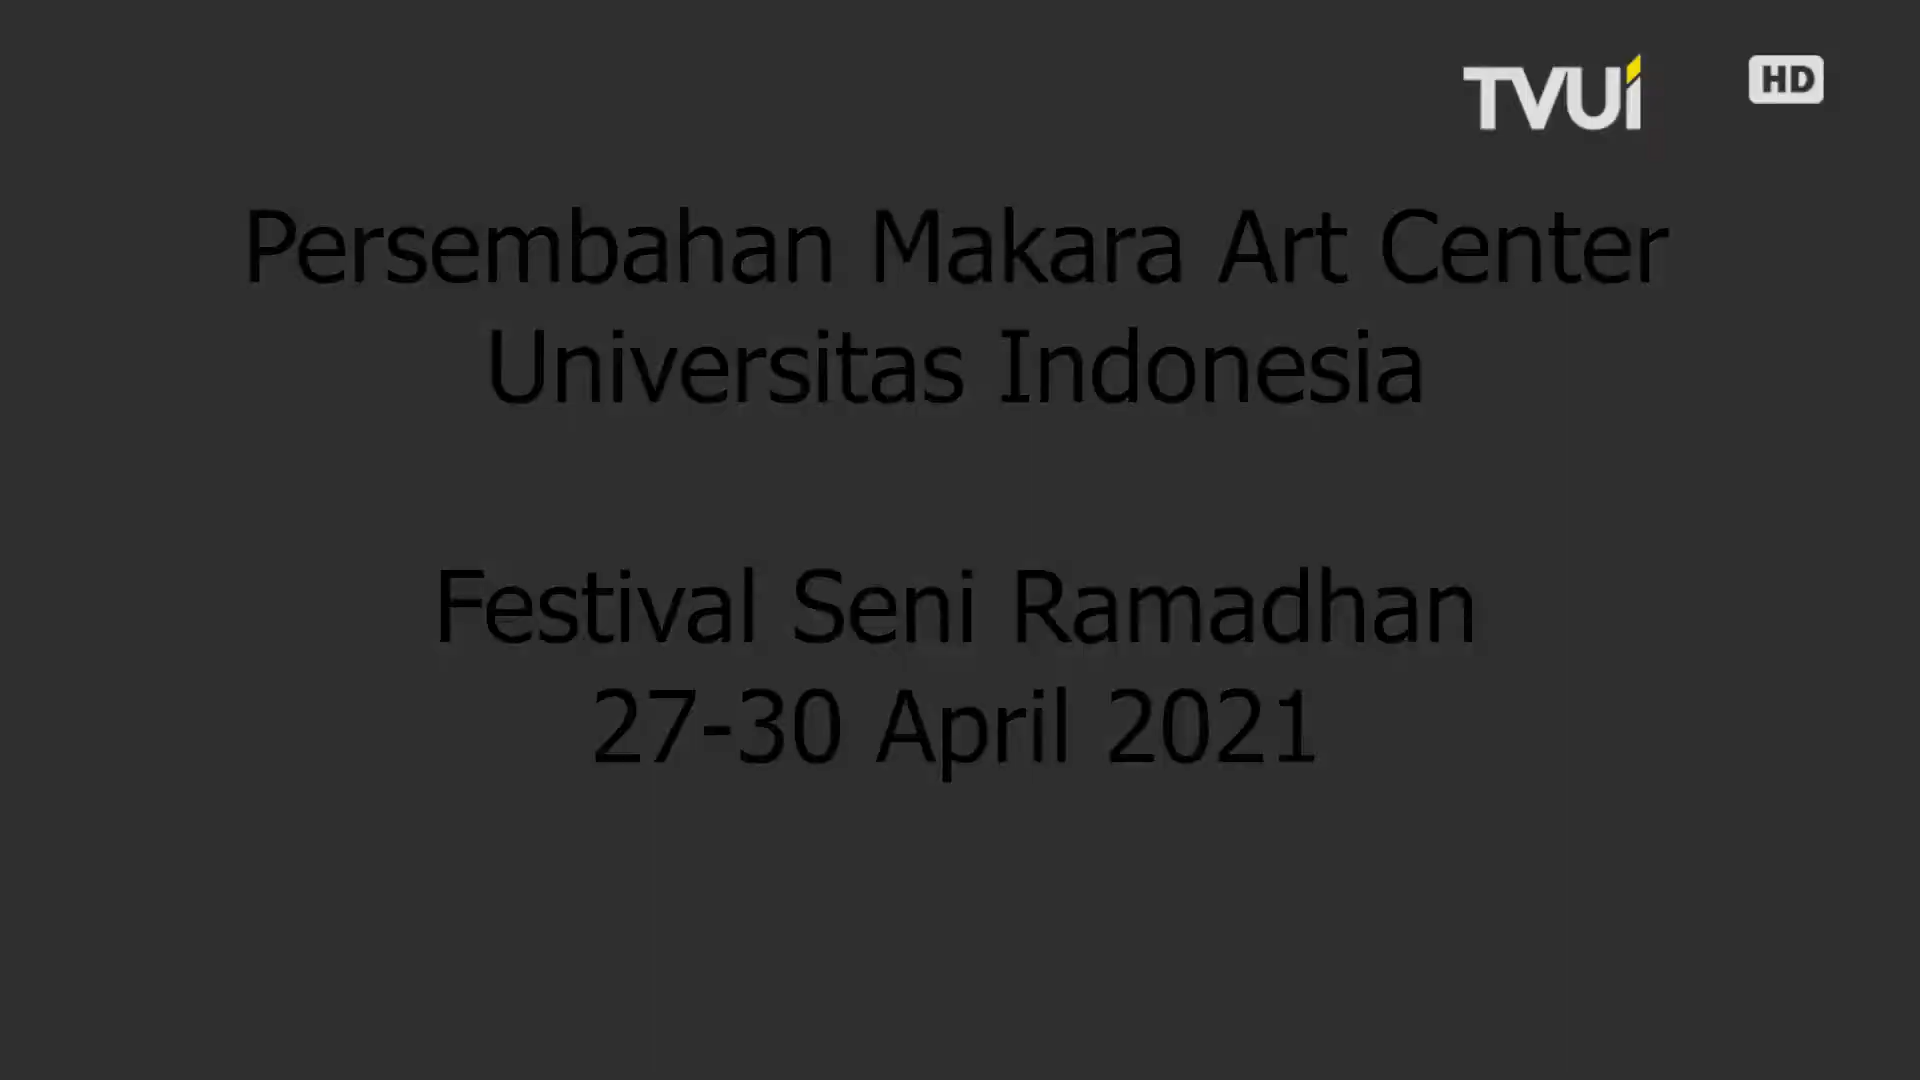 TVUI
HD
Persembahan Makara Art Center
Universitas Indonesia
Festival Seni Ramadhan
27-30 April 2021